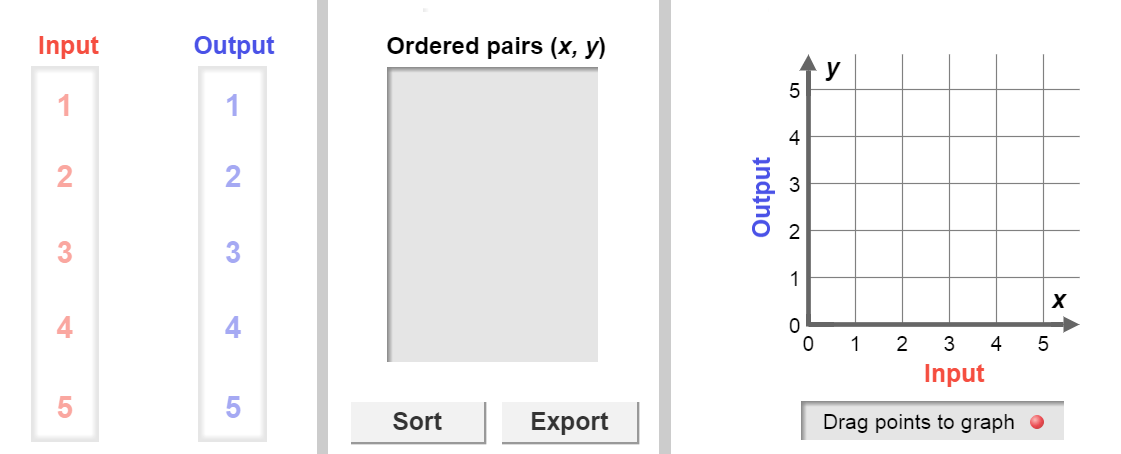 Input
1
2
3
4
5
Output
1
2
3
4
5
Ordered pairs (x, y)
Sort
Export
y
Output
5
4
3
2
1
0
x
0 1 2 3 4 5
Input
Drag points to graph